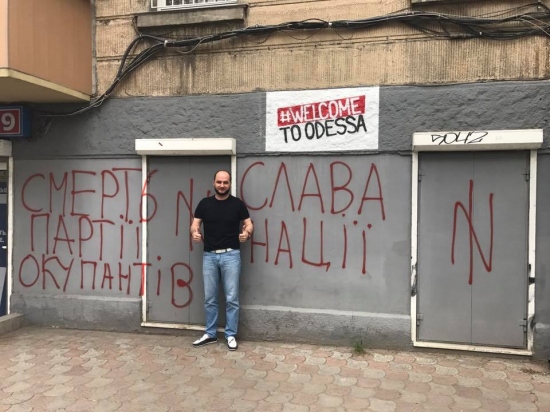 9
#WELCOME
TO ODESSA
СМЕРТЬ
ПАРТІЇ
ОКУПАНТІВ
СЛАВА
НАЦІЇ